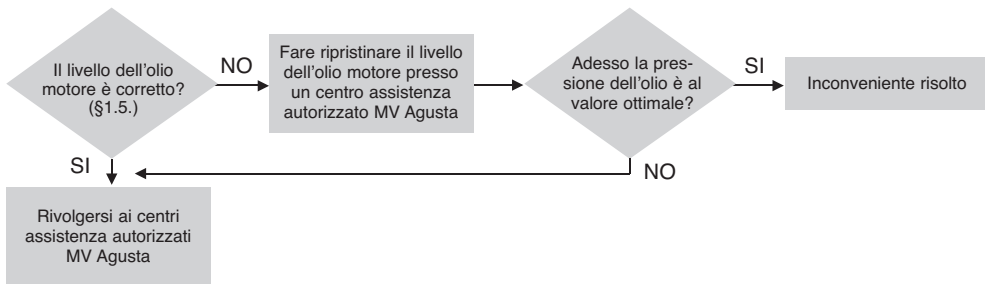 Il livello dell'olio
motore è corretto?
(§1.5.)
NO
Fare ripristinare il livello
dell'olio motore presso
un centro assistenza
autorizzato MV Agusta
Adesso la pres-
sione dell'olio è al
valore ottimale?
SI
Inconveniente risolto
SI
NO
Rivolgersi ai centri
assistenza autorizzati
MV Agusta